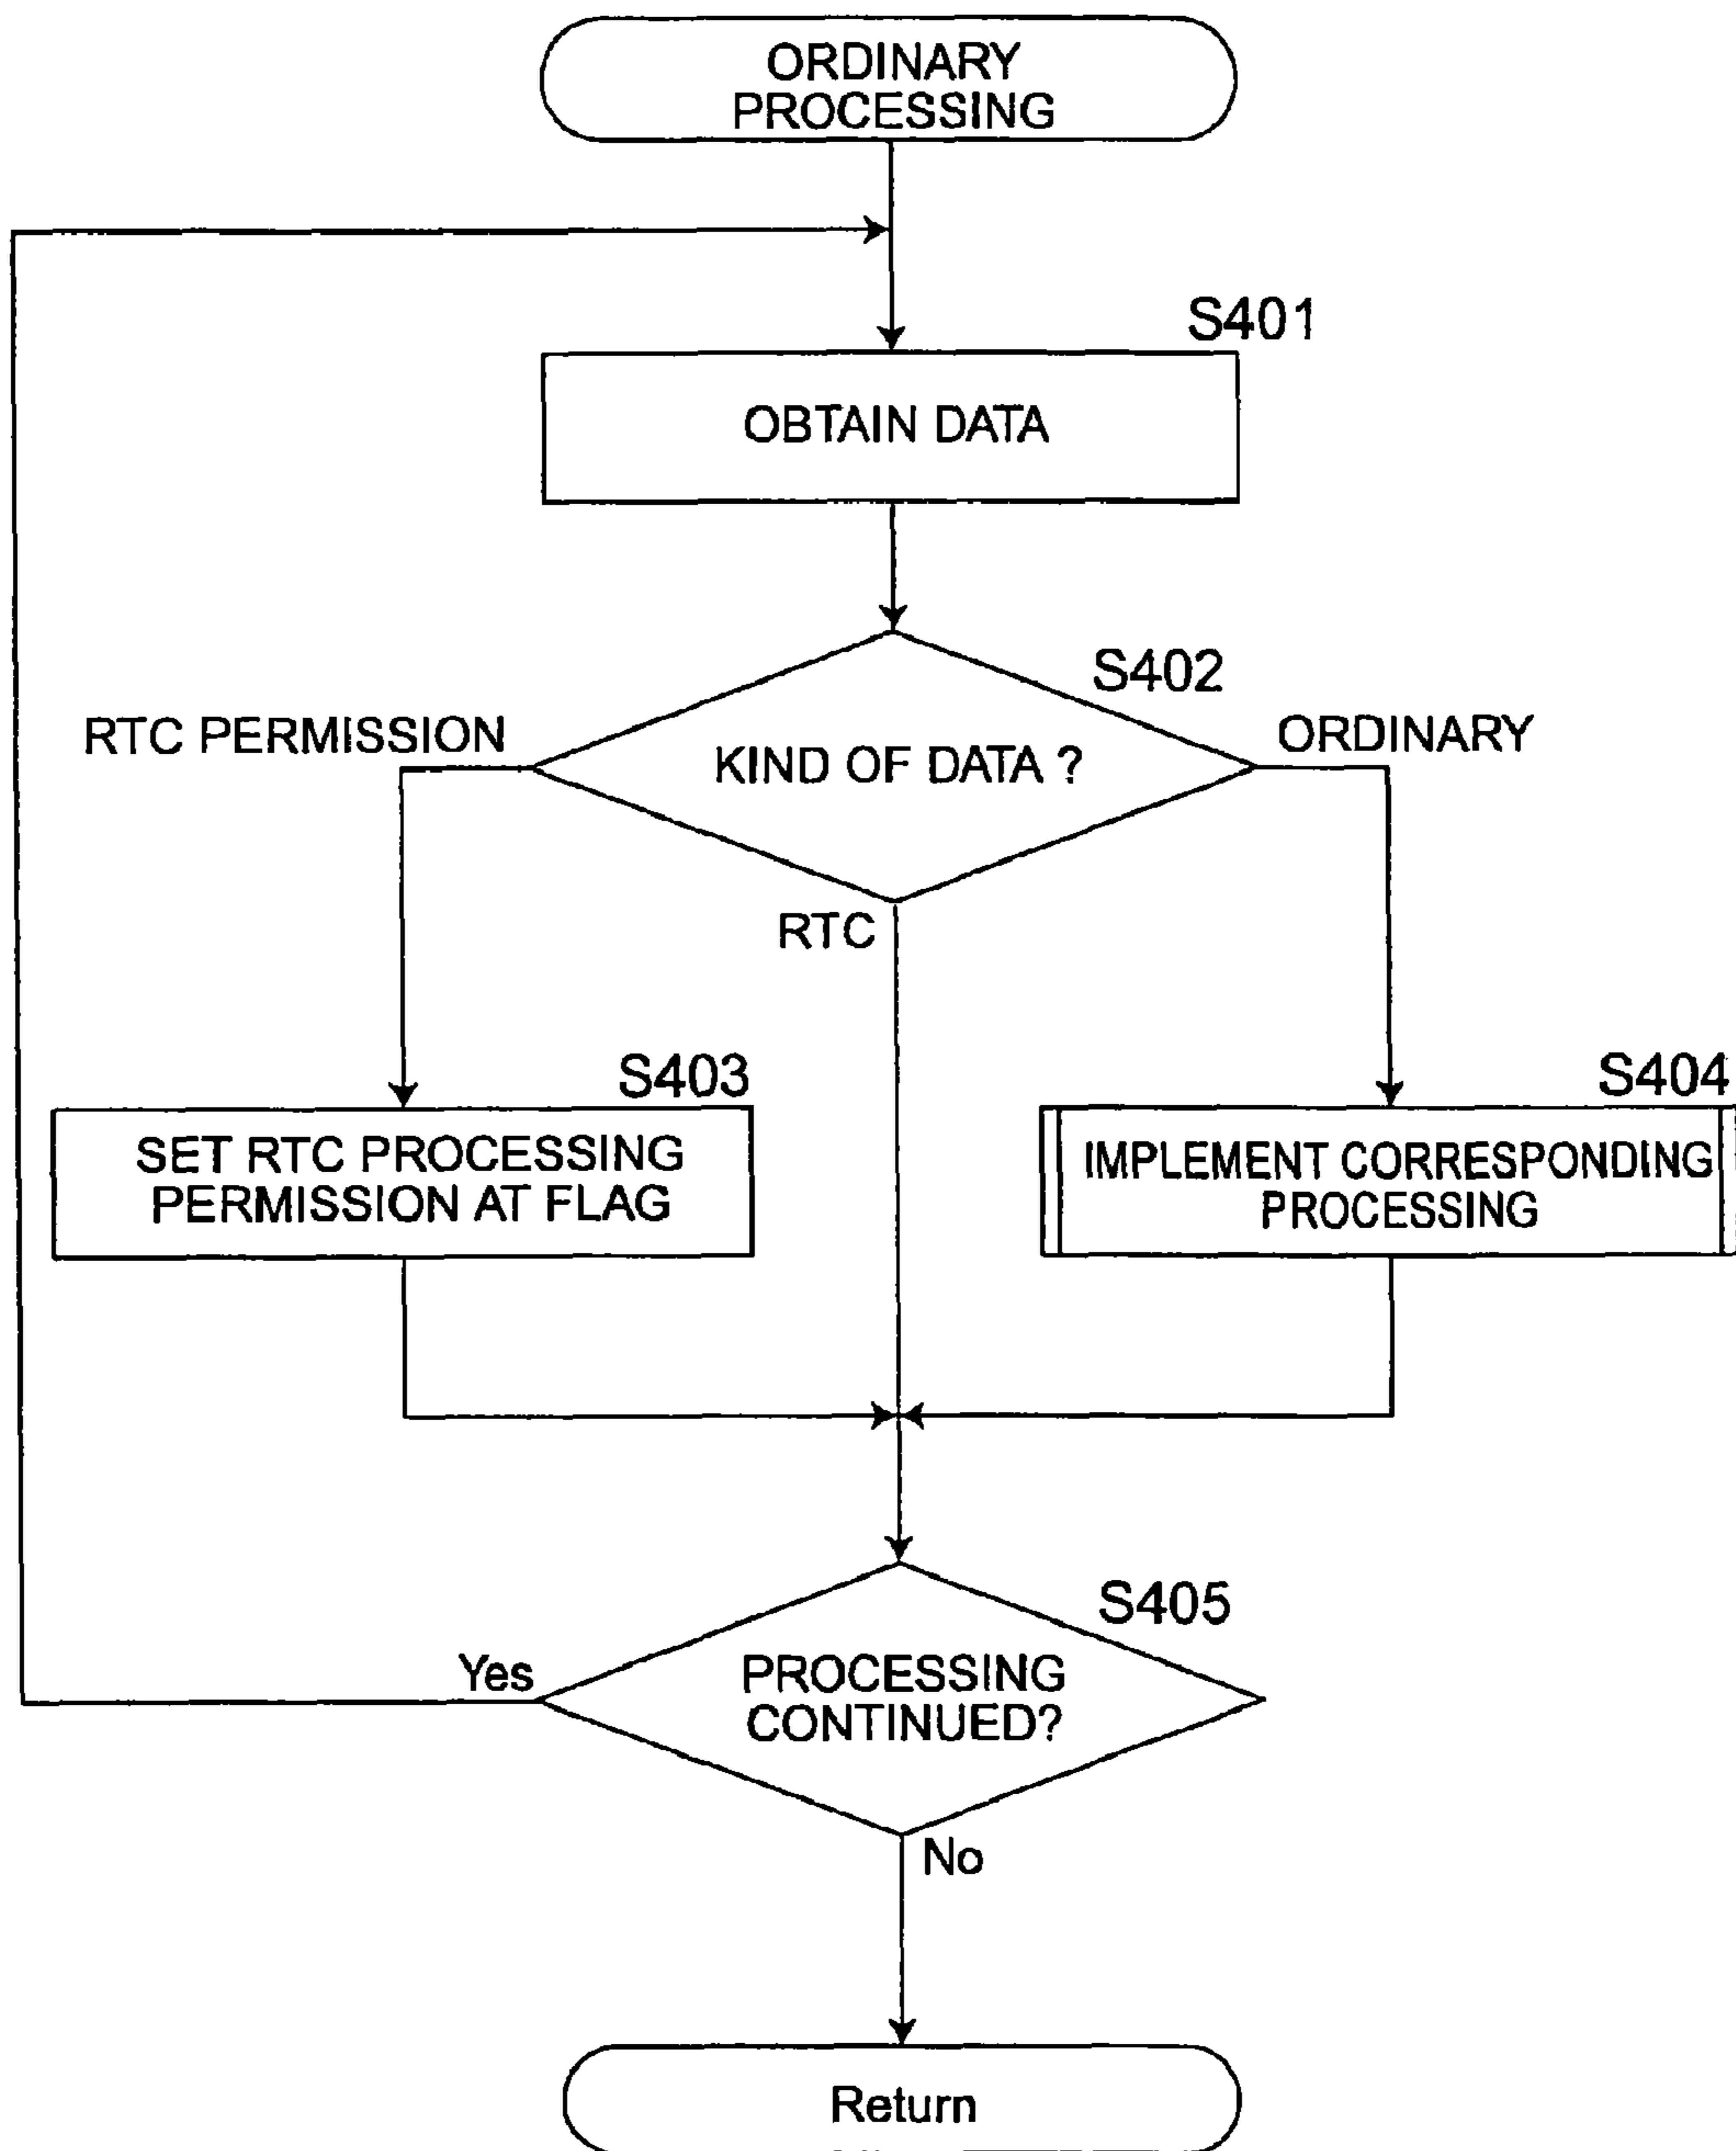 ORDINARY
PROCESSING
S401
OBTAIN DATA
S402
RTC PERMISSION
KIND OF DATA ?
ORDINARY
RTC
S403
SET RTC PROCESSING
PERMISSION AT FLAG
S404
IMPLEMENT CORRESPONDING
PROCESSING
S405
Yes
PROCESSING
CONTINUED?
No
Return